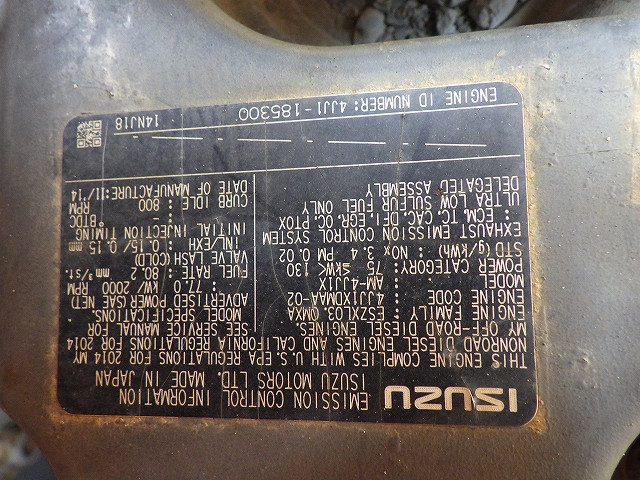 ISUZU
EMISSION CONTROL INFORMATION
ISUZU MOTORS LTD. MADE IN JAPAN
THIS ENGINE COMPLIES WITH U.S. EPA REGULATIONS FOR 2014 MY
NONROAD DIESEL ENGINES AND CALIFORNIA REGULATIONS FOR 2014
MY OFF-ROAD DIESEL ENGINES.
ENGINE FAMILY : ESZXL03.0MXA
ENGINE CODE : 4JJ1XDMAA-02
MODEL : AM-4JJ1X
POWER CATEGORY : 75 ≤kW< 130
STD (g/kWh) : NOx 3.4 PM 0.02
EXHAUST EMISSION CONTROL SYSTEM
: ECM, TC, CAC, DFI, EGR, OC, PTOX
ULTRA LOW SULFUR FUEL ONLY
DELEGATED ASSEMBLY
SEE SERVICE MANUAL FOR
MODEL SPECIFICATIONS.
ADVERTISED POWER (SAE NET)
: 77.0 / kW/ 2000 RPM
FUEL RATE: 80.2 mm³/st.
VALVE LASH (COLD)
IN/EXH : 0.15/ 0.15 mm
INITIAL INJECTION TIMING
: - °BTDC
CURB IDLE : 800 RPM
DATE OF MANUFACTURE:11/'14
14NJ18
ENGINE ID NUMBER: 4JJ1-185300